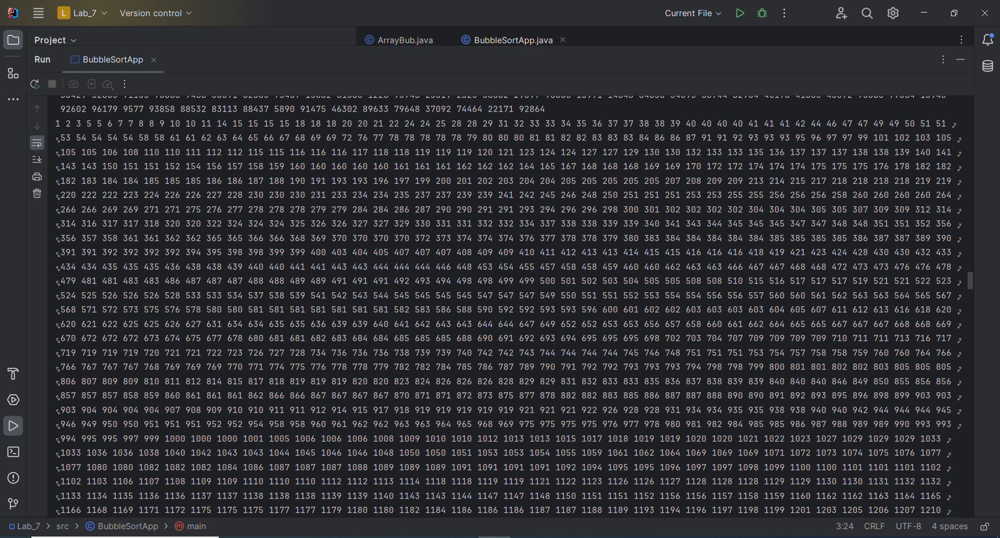 L Lab_7 Version control Current File
Project ArrayBub.java BubbleSortApp.java
Run BubbleSortApp
92602 96179 9577 93858 88532 83113 88437 5890 91475 46302 89633 79648 37092 74464 22171 92864
1 2 3 5 5 6 7 7 8 8 9 10 10 11 14 15 15 15 15 18 18 18 20 20 21 22 24 24 25 28 28 29 31 32 33 33 34 35 36 37 37 38 38 39 40 40 40 40 41 41 41 42 44 46 47 47 49 49 50 51 51
53 54 54 54 54 58 58 61 61 62 63 64 65 66 67 68 69 69 72 76 77 78 78 78 78 78 79 80 80 80 81 81 82 82 83 83 83 84 86 86 87 91 91 92 93 93 93 95 96 97 97 99 101 102 103 105
105 105 106 108 110 110 111 112 112 115 115 116 116 116 117 118 118 119 119 119 120 121 123 124 124 127 127 129 130 130 132 133 133 135 136 137 137 137 138 138 139 140 141
143 143 150 151 151 152 154 156 157 158 159 160 160 160 160 160 161 161 161 162 162 162 164 165 167 168 168 168 169 169 170 172 172 174 174 174 175 175 175 176 178 182 182
182 183 184 184 185 185 185 186 186 187 188 190 191 193 193 196 197 199 200 201 202 203 204 204 205 205 205 205 205 207 208 209 209 213 214 215 217 218 218 218 218 219 219
220 222 222 223 224 226 226 227 228 230 230 230 231 233 234 234 235 237 237 239 239 241 242 245 246 248 250 251 251 251 253 253 255 255 256 256 256 258 260 260 260 260 264
266 266 269 269 271 271 275 276 277 278 278 278 279 279 284 284 286 287 290 290 291 291 293 294 296 296 298 300 301 302 302 302 302 304 304 304 305 305 307 309 309 312 314
314 316 317 317 318 320 320 322 324 324 324 325 326 326 327 327 329 330 331 331 332 332 334 337 338 338 339 339 340 341 343 344 345 345 345 347 347 348 348 351 351 352 356
356 357 358 361 361 362 362 365 365 366 366 368 369 370 370 370 370 372 373 374 374 374 376 377 378 378 379 380 383 384 384 384 384 384 385 385 385 385 386 387 387 389 390
391 391 392 392 392 392 394 395 398 398 399 399 400 403 404 405 407 407 407 408 409 409 410 411 412 413 413 414 415 415 416 416 416 418 419 421 423 424 428 430 430 432 433
434 434 435 435 435 436 438 438 439 440 440 441 441 443 443 444 444 444 446 448 453 454 455 457 458 458 459 460 460 462 463 463 466 467 467 468 468 472 473 473 476 476 478
479 481 481 483 483 486 487 487 487 488 488 489 489 491 491 491 492 493 494 498 498 499 499 500 501 502 503 504 505 505 508 508 510 515 516 517 517 517 519 521 521 522 523
524 525 526 526 526 528 533 533 534 537 538 539 541 542 543 544 545 545 545 545 547 547 547 549 550 551 551 552 553 554 554 556 556 557 560 560 561 562 563 563 564 565 567
568 571 572 573 575 576 578 580 580 581 581 581 581 581 581 581 582 583 586 588 590 592 592 593 593 596 600 601 602 602 603 603 603 603 604 605 607 611 612 613 616 618 620
620 621 622 625 625 626 627 631 634 634 635 635 636 639 639 640 641 642 643 643 644 644 647 649 652 652 653 653 656 657 658 660 661 662 664 665 665 667 667 667 668 668 669
670 672 672 672 673 674 675 677 678 680 681 681 682 683 684 684 685 685 685 688 690 691 692 693 694 695 695 695 698 702 703 704 707 709 709 709 709 710 711 711 713 716 717
719 719 719 719 720 721 721 722 723 726 727 728 734 736 736 736 738 739 739 740 742 742 743 744 744 744 744 745 746 748 751 751 751 753 754 757 758 758 759 760 760 764 766
766 767 767 767 768 769 769 769 770 771 774 775 776 778 778 779 782 782 784 785 786 787 789 790 791 792 792 793 793 793 794 798 798 799 800 801 801 802 802 803 805 805 805
806 807 809 809 810 811 812 814 815 817 818 819 819 819 820 820 823 824 826 826 826 828 829 829 831 832 833 833 835 836 837 838 839 839 840 840 840 846 849 850 855 856 856
857 857 857 858 859 860 861 861 861 862 866 866 867 867 867 867 870 871 871 872 873 875 877 878 882 882 883 885 886 887 887 888 890 890 891 892 893 895 896 898 899 903 903
903 904 904 904 904 907 908 909 910 910 911 911 912 914 915 917 918 919 919 919 919 919 921 921 921 922 926 928 928 931 934 934 935 935 938 938 940 940 942 944 944 944 945
946 949 950 950 951 951 951 952 952 954 958 958 960 961 962 962 963 963 964 965 968 969 975 975 975 975 976 977 978 980 981 982 984 985 985 986 987 988 989 989 990 993 993
994 995 995 997 999 1000 1000 1000 1001 1005 1006 1006 1006 1008 1009 1010 1010 1012 1013 1013 1015 1017 1018 1019 1019 1020 1020 1021 1022 1023 1027 1029 1029 1029 1033
1033 1036 1036 1038 1040 1042 1043 1043 1044 1045 1046 1046 1048 1050 1050 1051 1053 1053 1054 1055 1059 1061 1062 1064 1069 1069 1069 1071 1072 1073 1074 1075 1076 1077
1077 1080 1080 1082 1082 1082 1084 1086 1087 1087 1087 1088 1089 1089 1089 1091 1091 1091 1091 1092 1094 1095 1095 1096 1097 1097 1098 1099 1100 1100 1101 1101 1101 1102
1102 1103 1106 1107 1108 1109 1109 1110 1110 1110 1112 1112 1113 1114 1118 1118 1119 1119 1121 1122 1123 1126 1126 1127 1128 1128 1128 1129 1129 1130 1130 1131 1132 1132
1133 1134 1135 1136 1136 1137 1137 1138 1138 1138 1139 1139 1140 1143 1143 1144 1147 1147 1148 1150 1151 1151 1152 1156 1156 1157 1158 1159 1160 1162 1162 1163 1164 1165
1166 1168 1169 1171 1172 1175 1175 1175 1177 1177 1179 1180 1180 1182 1184 1186 1186 1186 1187 1187 1188 1189 1193 1194 1196 1197 1198 1199 1201 1203 1205 1206 1207 1210
Lab_7 > src > BubbleSortApp > main 3:24 CRLF UTF-8 4 spaces